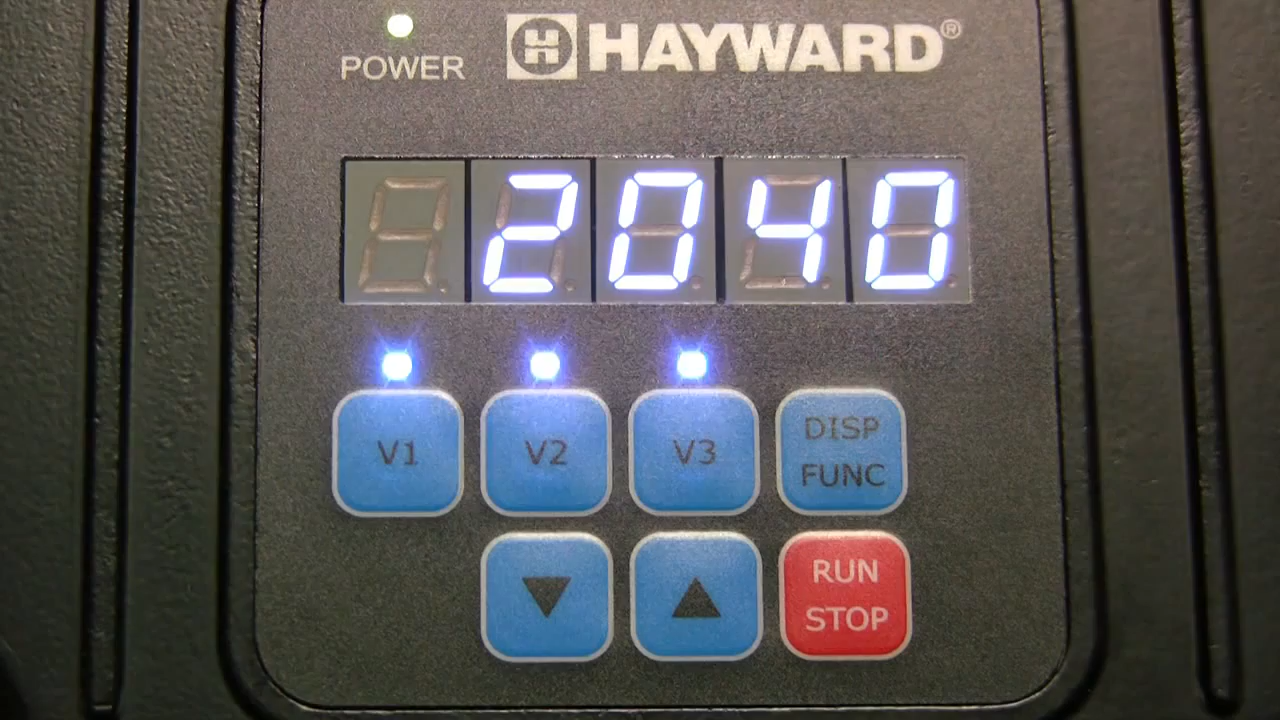 POWER
HAYWARD®
2040
V1 V2 V3 DISP FUNC
▼ ▲ RUN STOP